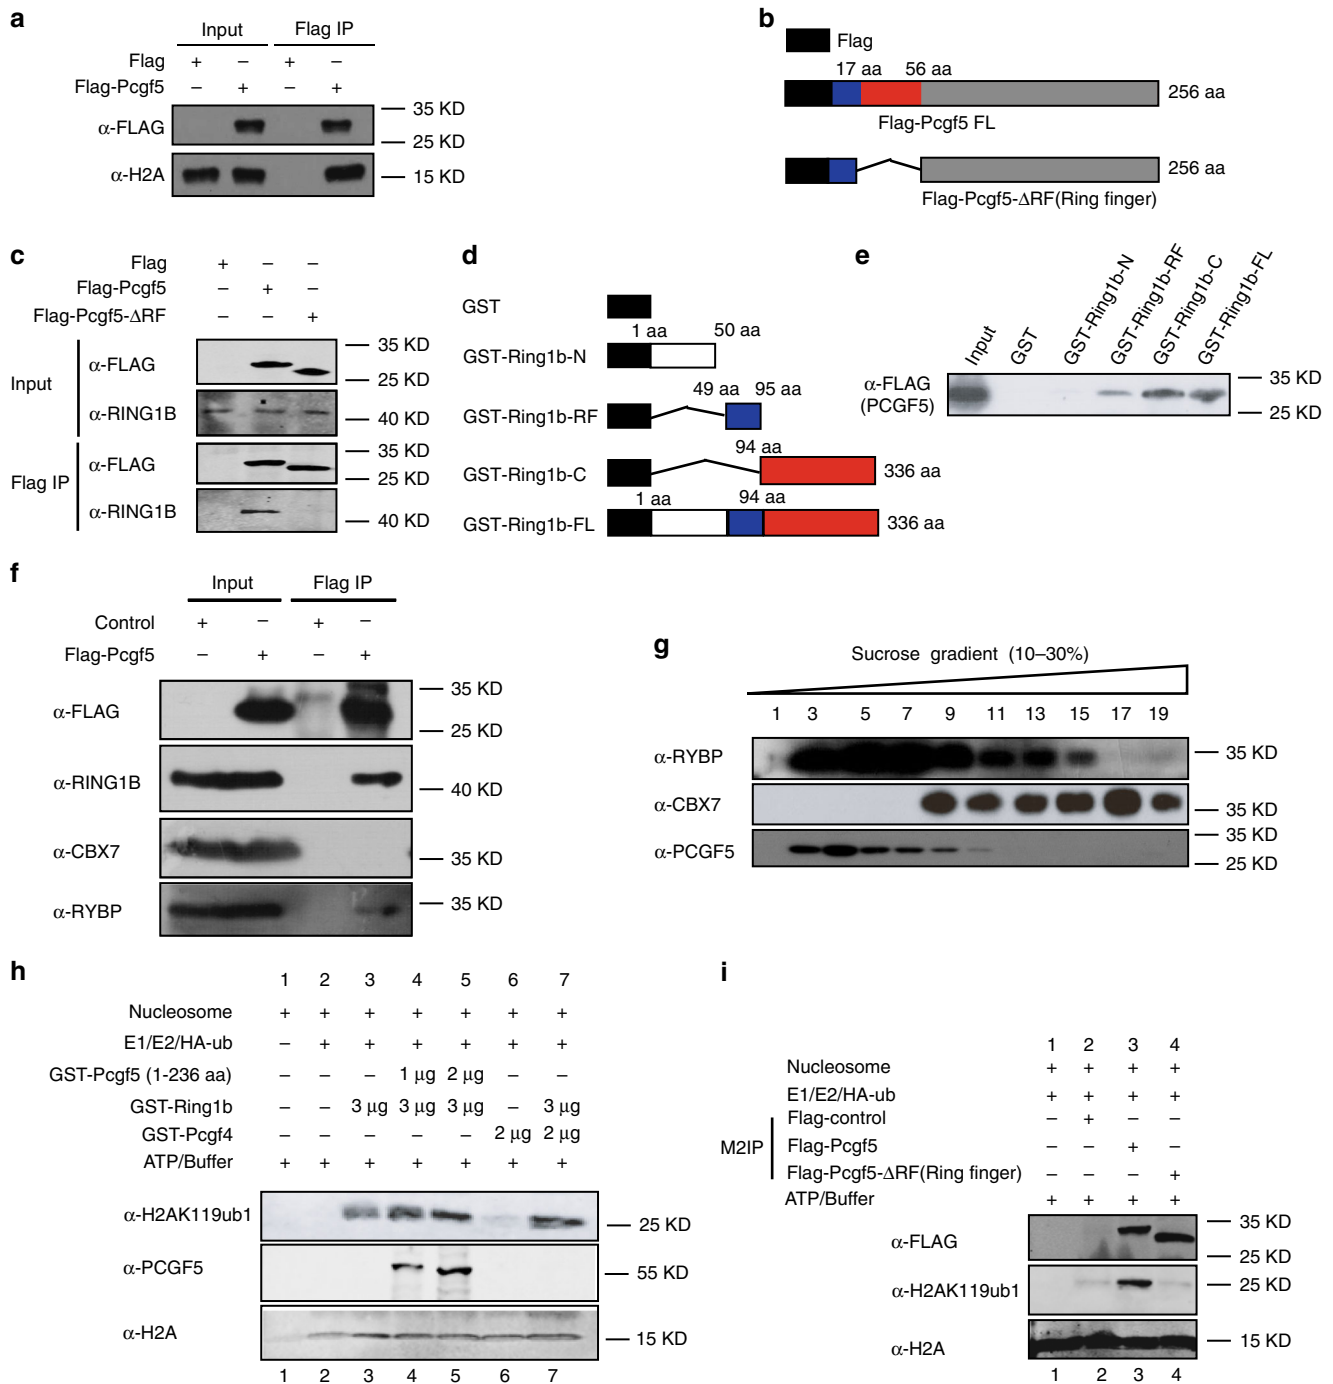 a
Input Flag IP
Flag + – + –
Flag-Pcgf5 – + – +
α-FLAG
35 KD
25 KD
α-H2A
15 KD
b
Flag
17 aa 56 aa
256 aa
Flag-Pcgf5 FL
256 aa
Flag-Pcgf5-ΔRF(Ring finger)
c
Flag + – –
Flag-Pcgf5 – + –
Flag-Pcgf5-ΔRF – – +
Input
α-FLAG
35 KD
25 KD
α-RING1B
40 KD
Flag IP
α-FLAG
35 KD
25 KD
α-RING1B
40 KD
d
GST
1 aa 50 aa
GST-Ring1b-N
49 aa 95 aa
GST-Ring1b-RF
94 aa
GST-Ring1b-C
336 aa
1 aa 94 aa
GST-Ring1b-FL
336 aa
e
Input
GST
GST-Ring1b-N
GST-Ring1b-RF
GST-Ring1b-C
GST-Ring1b-FL
α-FLAG
(PCGF5)
35 KD
25 KD
f
Input Flag IP
Control + – + –
Flag-Pcgf5 – + – +
α-FLAG
35 KD
25 KD
α-RING1B
40 KD
α-CBX7
35 KD
α-RYBP
35 KD
g
Sucrose gradient (10–30%)
1 3 5 7 9 11 13 15 17 19
α-RYBP
35 KD
α-CBX7
35 KD
α-PCGF5
35 KD
25 KD
h
1 2 3 4 5 6 7
Nucleosome + + + + + + +
E1/E2/HA-ub – + + + + + +
GST-Pcgf5 (1-236 aa) – – – 1 μg 2 μg – –
GST-Ring1b – – 3 μg 3 μg 3 μg – 3 μg
GST-Pcgf4 – – – – – 2 μg 2 μg
ATP/Buffer + + + + + + +
α-H2AK119ub1
25 KD
α-PCGF5
55 KD
α-H2A
15 KD
1 2 3 4 5 6 7
i
1 2 3 4
Nucleosome + + + +
E1/E2/HA-ub + + + +
M2IP
Flag-control – + – –
Flag-Pcgf5 – – + –
Flag-Pcgf5-ΔRF(Ring finger) – – – +
ATP/Buffer + + + +
α-FLAG
35 KD
25 KD
α-H2AK119ub1
25 KD
α-H2A
15 KD
1 2 3 4